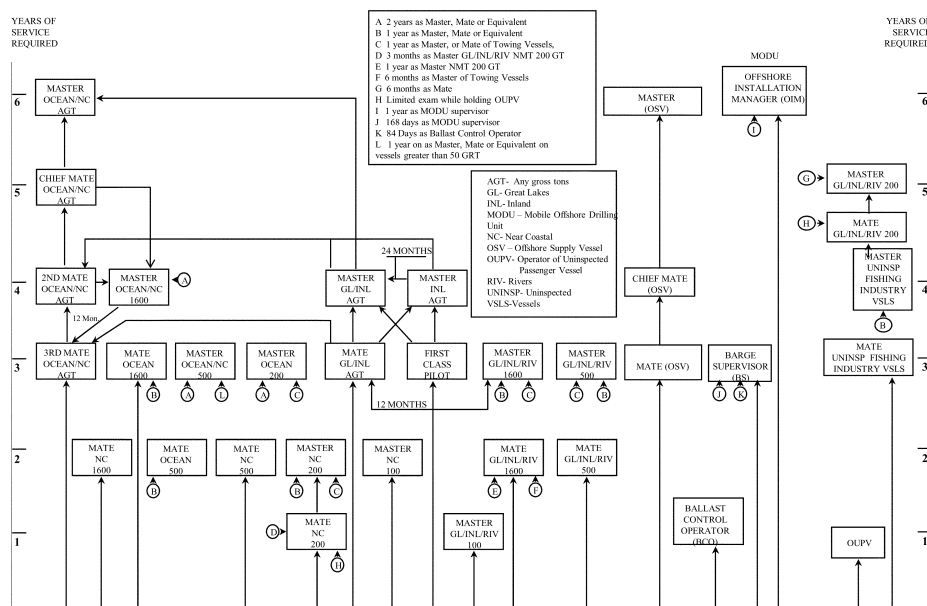 YEARS OF
SERVICE
REQUIRED
A 2 years as Master, Mate or Equivalent
B 1 year as Master, Mate or Equivalent
C 1 year as Master, or Mate of Towing Vessels,
D 3 months as Master GL/INL/RIV NMT 200 GT
E 1 year as Master NMT 200 GT
F 6 months as Master of Towing Vessels
G 6 months as Mate
H Limited exam while holding OUPV
I 1 year as MODU supervisor
J 168 days as MODU supervisor
K 84 Days as Ballast Control Operator
L 1 year on as Master, Mate or Equivalent on
vessels greater than 50 GRT
YEARS OF
SERVICE
REQUIRED
MODU
6
MASTER
OCEAN/NC
AGT
MASTER
(OSV)
OFFSHORE
INSTALLATION
MANAGER (OIM)
I
6
5
CHIEF MATE
OCEAN/NC
AGT
AGT- Any gross tons
GL- Great Lakes
INL- Inland
MODU – Mobile Offshore Drilling
Unit
NC- Near Coastal
OSV – Offshore Supply Vessel
OUPV- Operator of Uninspected
Passenger Vessel
RIV- Rivers
UNINSP- Uninspected
VSLS-Vessels
G
MASTER
GL/INL/RIV 200
5
H
MATE
GL/INL/RIV 200
24 MONTHS
4
2ND MATE
OCEAN/NC
AGT
MASTER
OCEAN/NC
1600
A
MASTER
GL/INL
AGT
MASTER
INL
AGT
CHIEF MATE
(OSV)
MASTER
UNINSP
FISHING
INDUSTRY
VSLS
B
4
12 Mon.
3
3RD MATE
OCEAN/NC
AGT
MATE
OCEAN
1600
B
MASTER
OCEAN/NC
500
A
L
MASTER
OCEAN
200
A
C
MATE
GL/INL
AGT
FIRST
CLASS
PILOT
MASTER
GL/INL/RIV
1600
B
C
MASTER
GL/INL/RIV
500
C
B
MATE (OSV)
BARGE
SUPERVISOR
(BS)
J
K
MATE
UNINSP FISHING
INDUSTRY VSLS
3
12 MONTHS
2
MATE
NC
1600
MATE
OCEAN
500
B
MATE
NC
500
MASTER
NC
200
B
C
MASTER
NC
100
MATE
GL/INL/RIV
1600
E
F
MATE
GL/INL/RIV
500
2
1
D
MATE
NC
200
H
MASTER
GL/INL/RIV
100
BALLAST
CONTROL
OPERATOR
(BCO)
OUPV
1